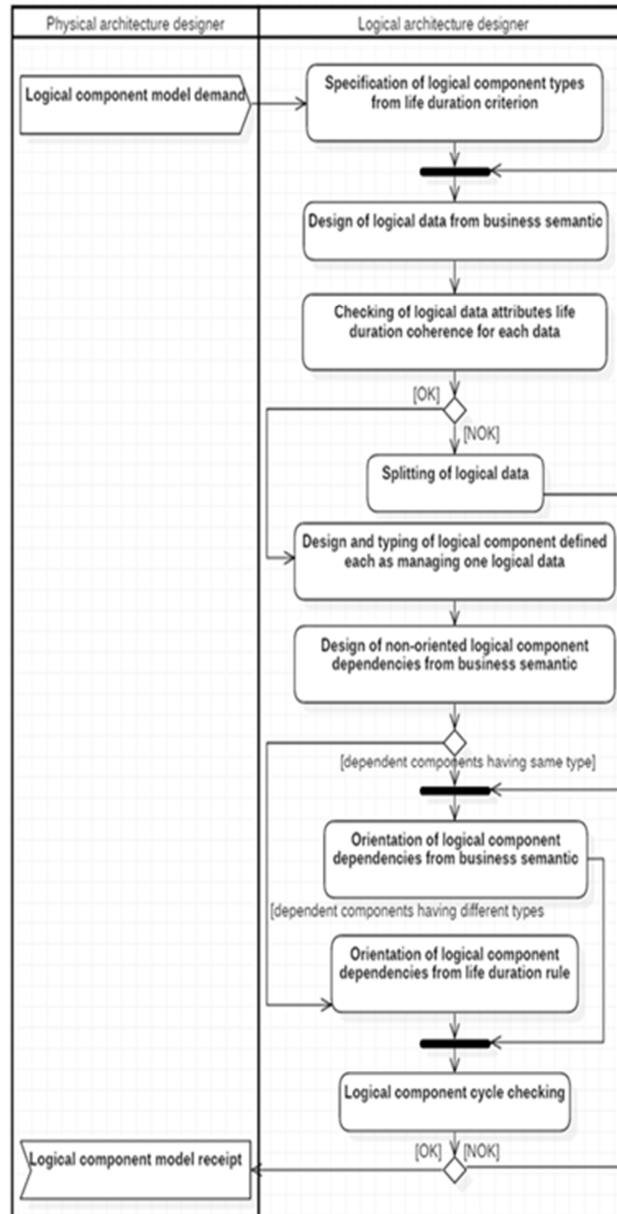 Physical architecture designer
Logical architecture designer
Logical component model demand
Specification of logical component types
from life duration criterion
Design of logical data from business semantic
Checking of logical data attributes life
duration coherence for each data
[OK]
[NOK]
Splitting of logical data
Design and typing of logical component defined
each as managing one logical data
Design of non-oriented logical component
dependencies from business semantic
[dependent components having same type]
Orientation of logical component
dependencies from business semantic
[dependent components having different types
Orientation of logical component
dependencies from life duration rule
Logical component cycle checking
[OK]
[NOK]
Logical component model receipt